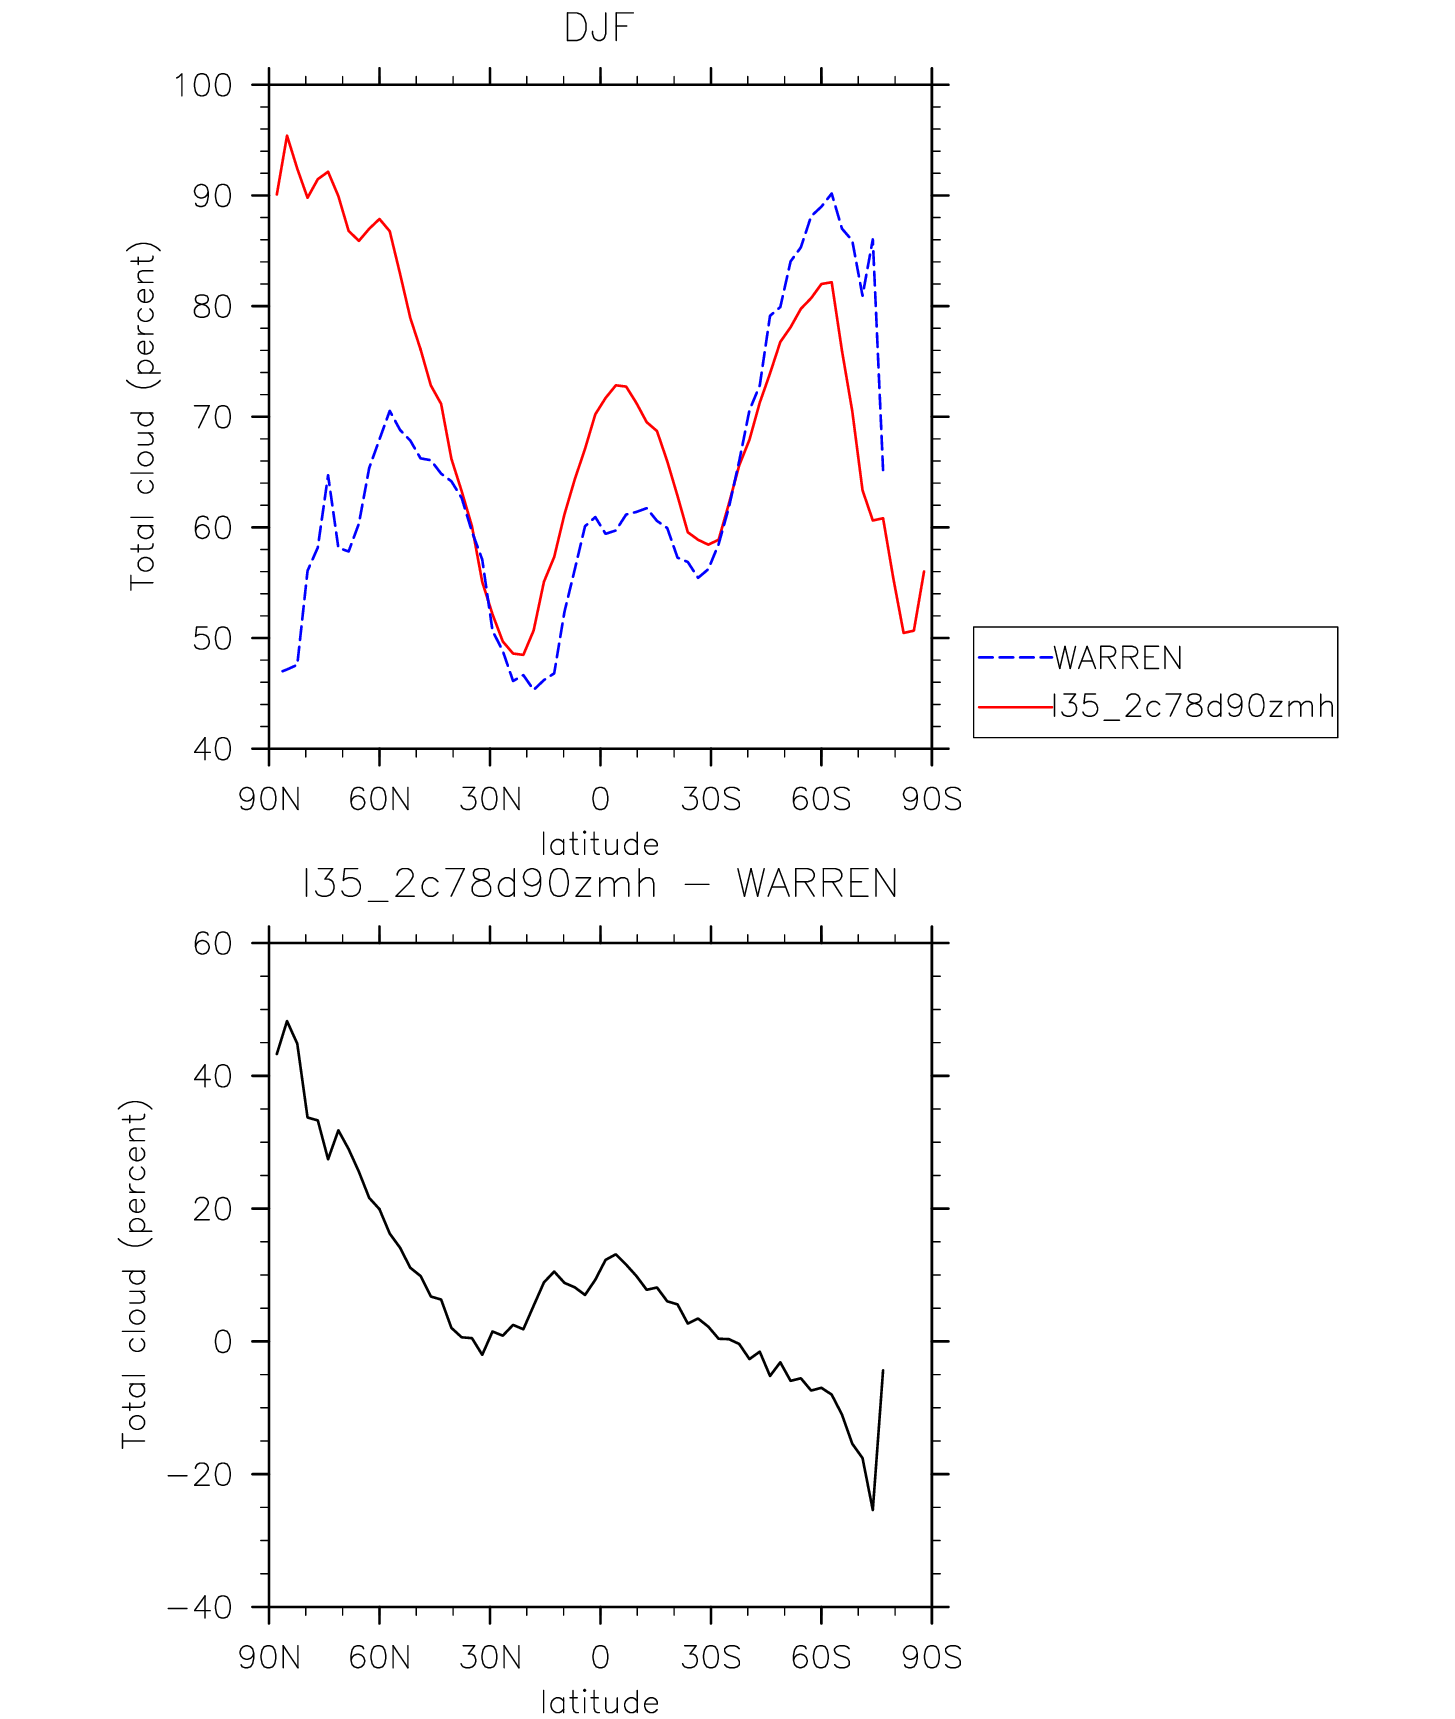 DJF
100
90
80
70
60
50
40
Total cloud (percent)
90N 60N 30N 0 30S 60S 90S
latitude
WARREN
I35_2c78d90zmh
I35_2c78d90zmh − WARREN
60
40
20
0
−20
−40
Total cloud (percent)
90N 60N 30N 0 30S 60S 90S
latitude